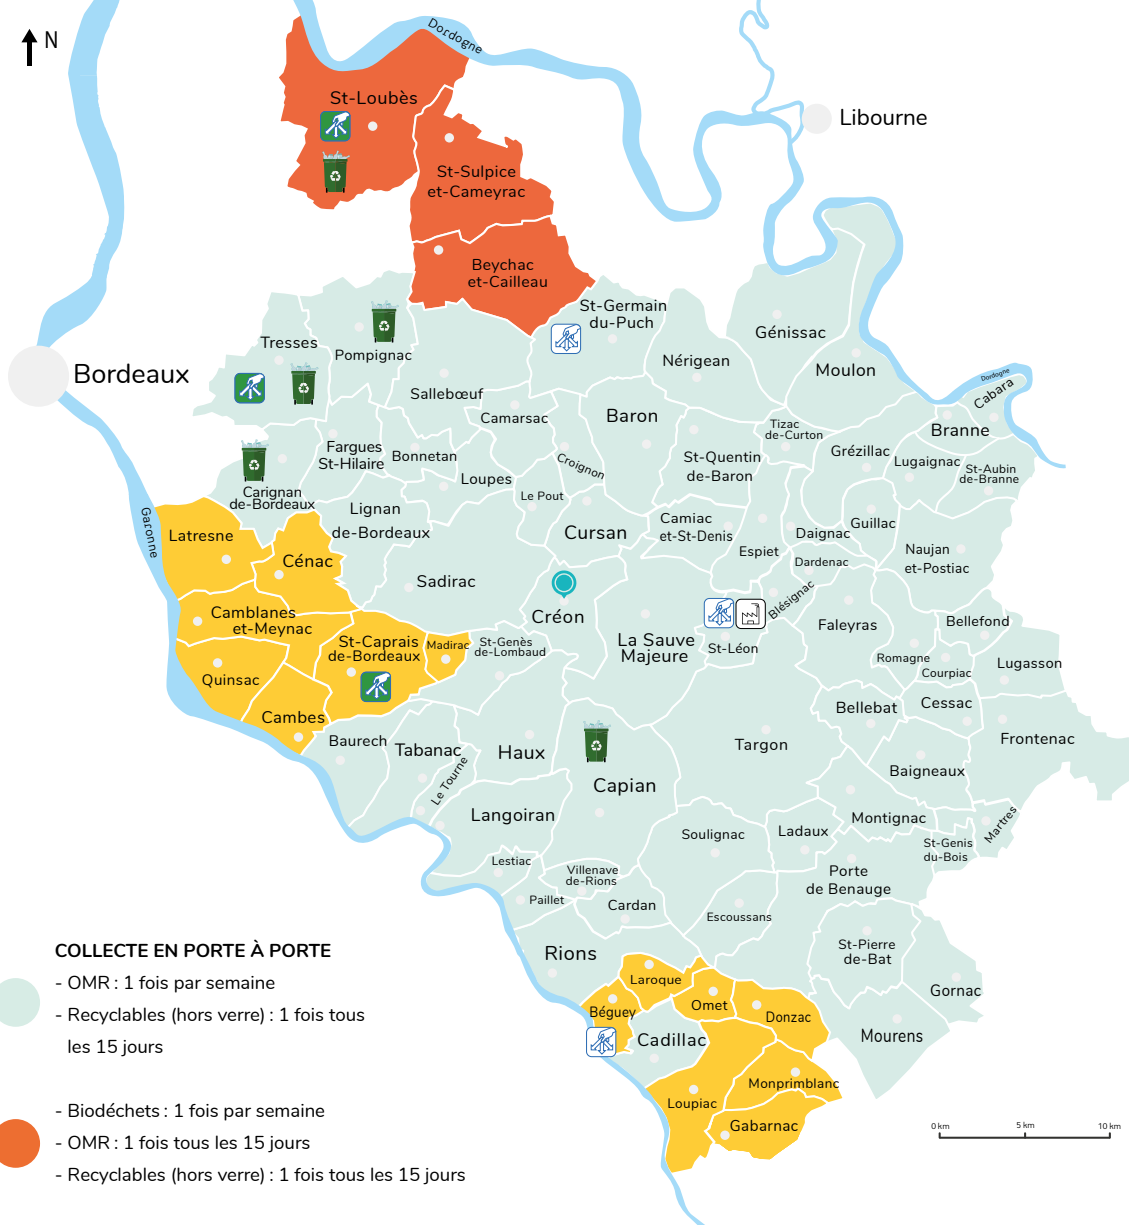 Dordogne
N
Libourne
St-Loubès
St-Sulpice
et-Cameyrac
Beychac
et-Cailleau
St-Germain
du-Puch
Génissac
Tresses
Pompignac
Nérigean
Moulon
Bordeaux
Dordogne
Cabara
Sallebœuf
Camarsac
Baron
Tizac
de-Curton
Branne
Fargues
St-Hilaire
Bonnetan
Croignon
St-Quentin
de-Baron
Grézillac
Lugaignac
St-Aubin
de-Branne
Loupes
Carignan
de-Bordeaux
Le Pout
Garonne
Latresne
Lignan
de-Bordeaux
Cursan
Camiac
et-St-Denis
Guillac
Daignac
Espiet
Naujan
et-Postiac
Cénac
Dardenac
Sadirac
Blésignac
Camblanes
et-Meynac
Créon
Faleyras
Bellefond
St-Caprais
de-Bordeaux
Madirac
St-Genès
de-Lombaud
La Sauve
Majeure
St-Léon
Romagne
Courpiac
Lugasson
Quinsac
Cambes
Bellebat
Cessac
Baurech
Tabanac
Haux
Targon
Frontenac
Le Tourne
Capian
Baigneaux
Langoiran
Soulignac
Ladaux
Montignac
Martres
St-Genis
du-Bois
Lestiac
Villenave
de-Rions
Porte
de Benauge
Paillet
Cardan
Escoussans
Rions
St-Pierre
de-Bat
Laroque
Gornac
Béguey
Omet
Donzac
Cadillac
Mourens
Monprimblanc
Loupiac
Gabarnac
COLLECTE EN PORTE À PORTE
- OMR : 1 fois par semaine
- Recyclables (hors verre) : 1 fois tous
les 15 jours
- Biodéchets : 1 fois par semaine
- OMR : 1 fois tous les 15 jours
- Recyclables (hors verre) : 1 fois tous les 15 jours
0 km
5 km
10 km